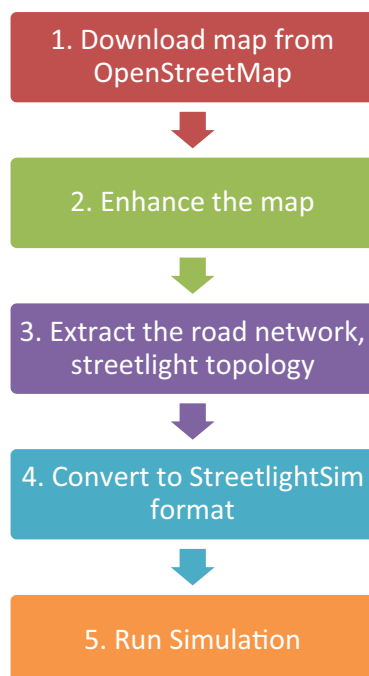 1. Download map from
OpenStreetMap
2. Enhance the map
3. Extract the road network,
streetlight topology
4. Convert to StreetlightSim
format
5. Run Simulation